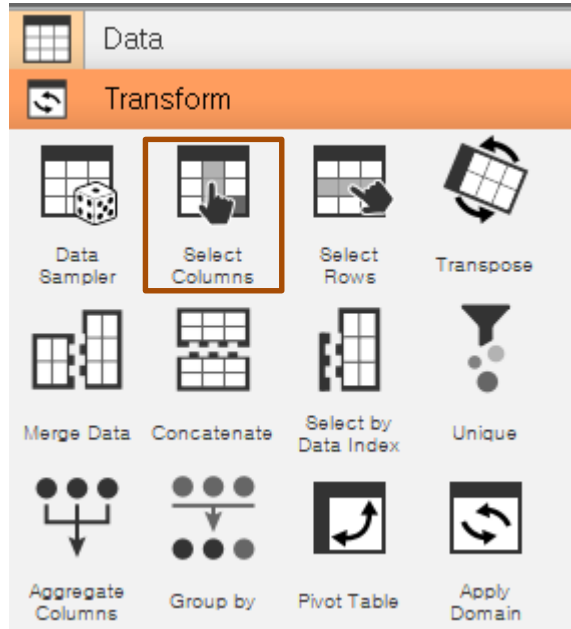 Data
Transform
Data
Sampler
Select
Columns
Select
Rows
Transpose
Merge Data
Concatenate
Select by
Data Index
Unique
Aggregate
Columns
Group by
Pivot Table
Apply
Domain